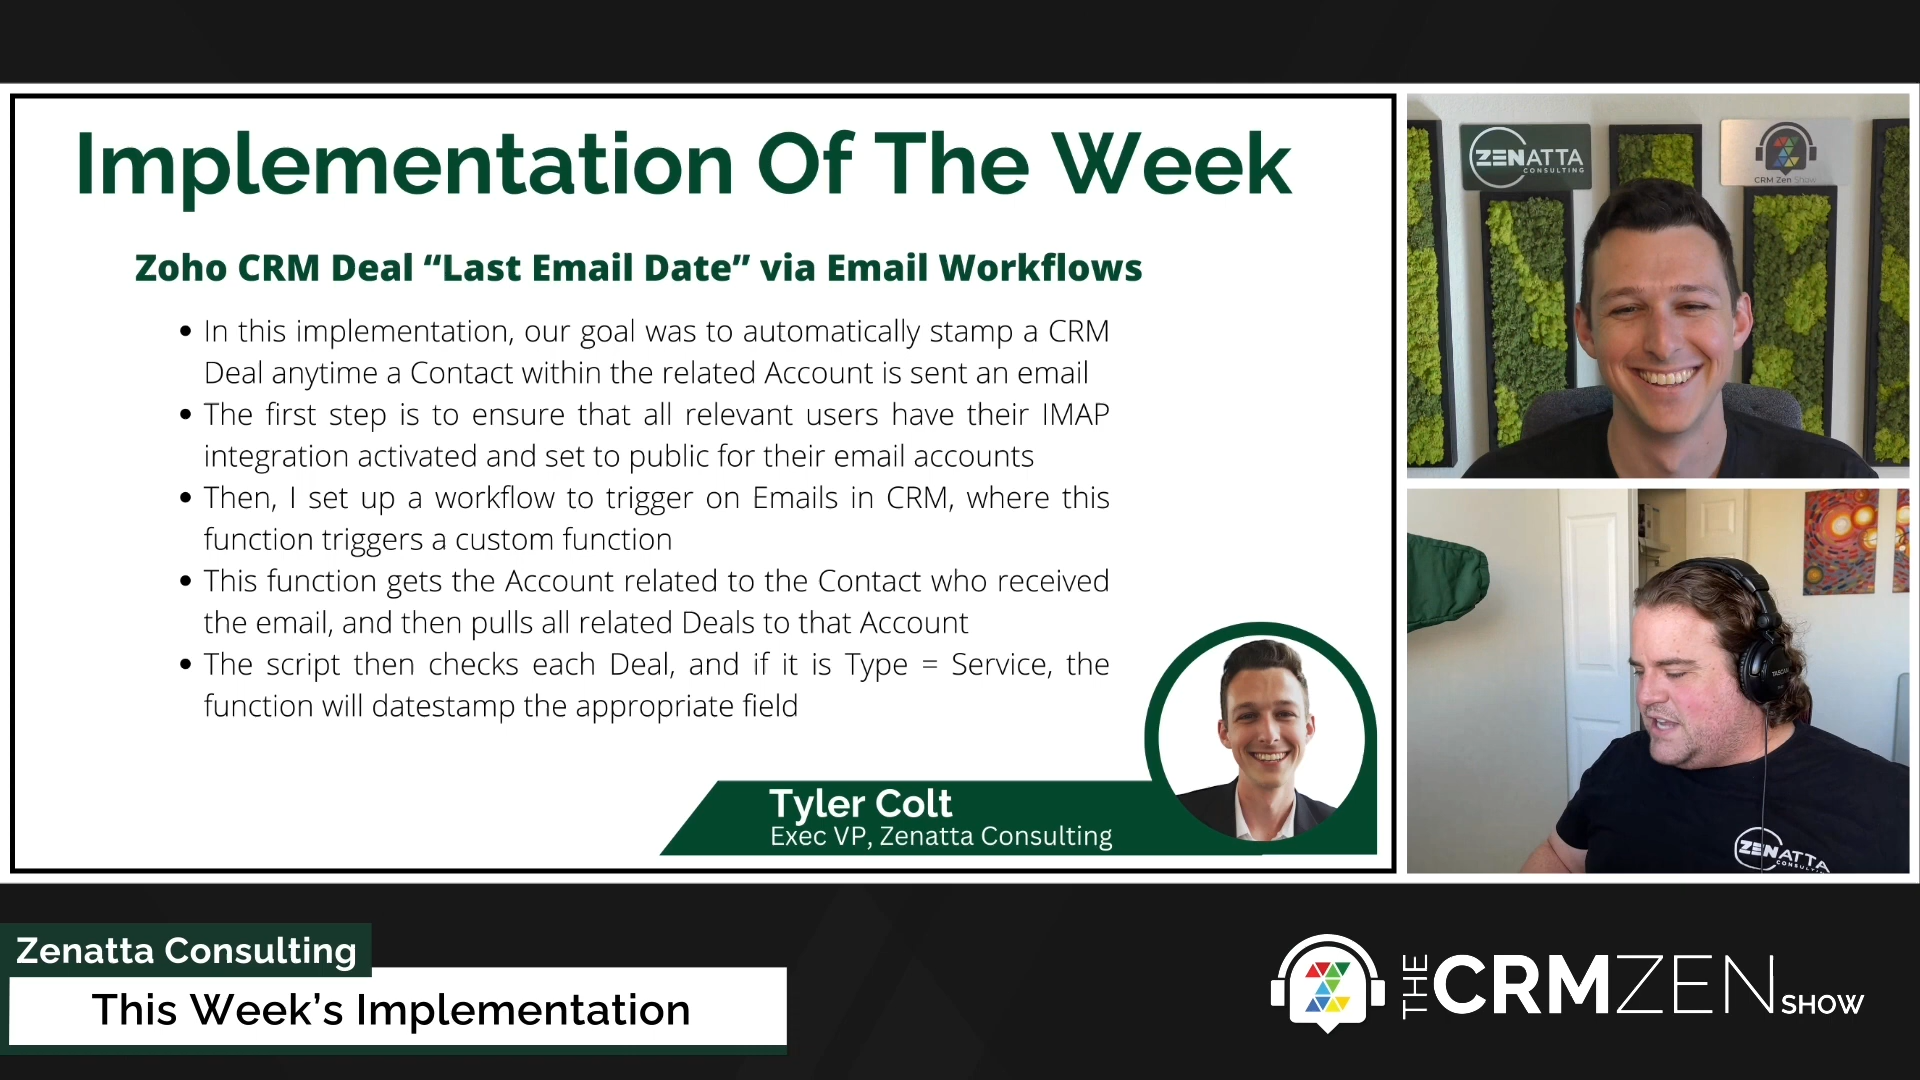 Implementation Of The Week
Zoho CRM Deal “Last Email Date” via Email Workflows
• In this implementation, our goal was to automatically stamp a CRM
Deal anytime a Contact within the related Account is sent an email
• The first step is to ensure that all relevant users have their IMAP
integration activated and set to public for their email accounts
• Then, I set up a workflow to trigger on Emails in CRM, where this
function triggers a custom function
• This function gets the Account related to the Contact who received
the email, and then pulls all related Deals to that Account
• The script then checks each Deal, and if it is Type = Service, the
function will datestamp the appropriate field
Tyler Colt
Exec VP, Zenatta Consulting
ZENATTA
CONSULTING
CRM Zen Show
ZENATTA
Zenatta Consulting
This Week’s Implementation
THE CRMZEN SHOW